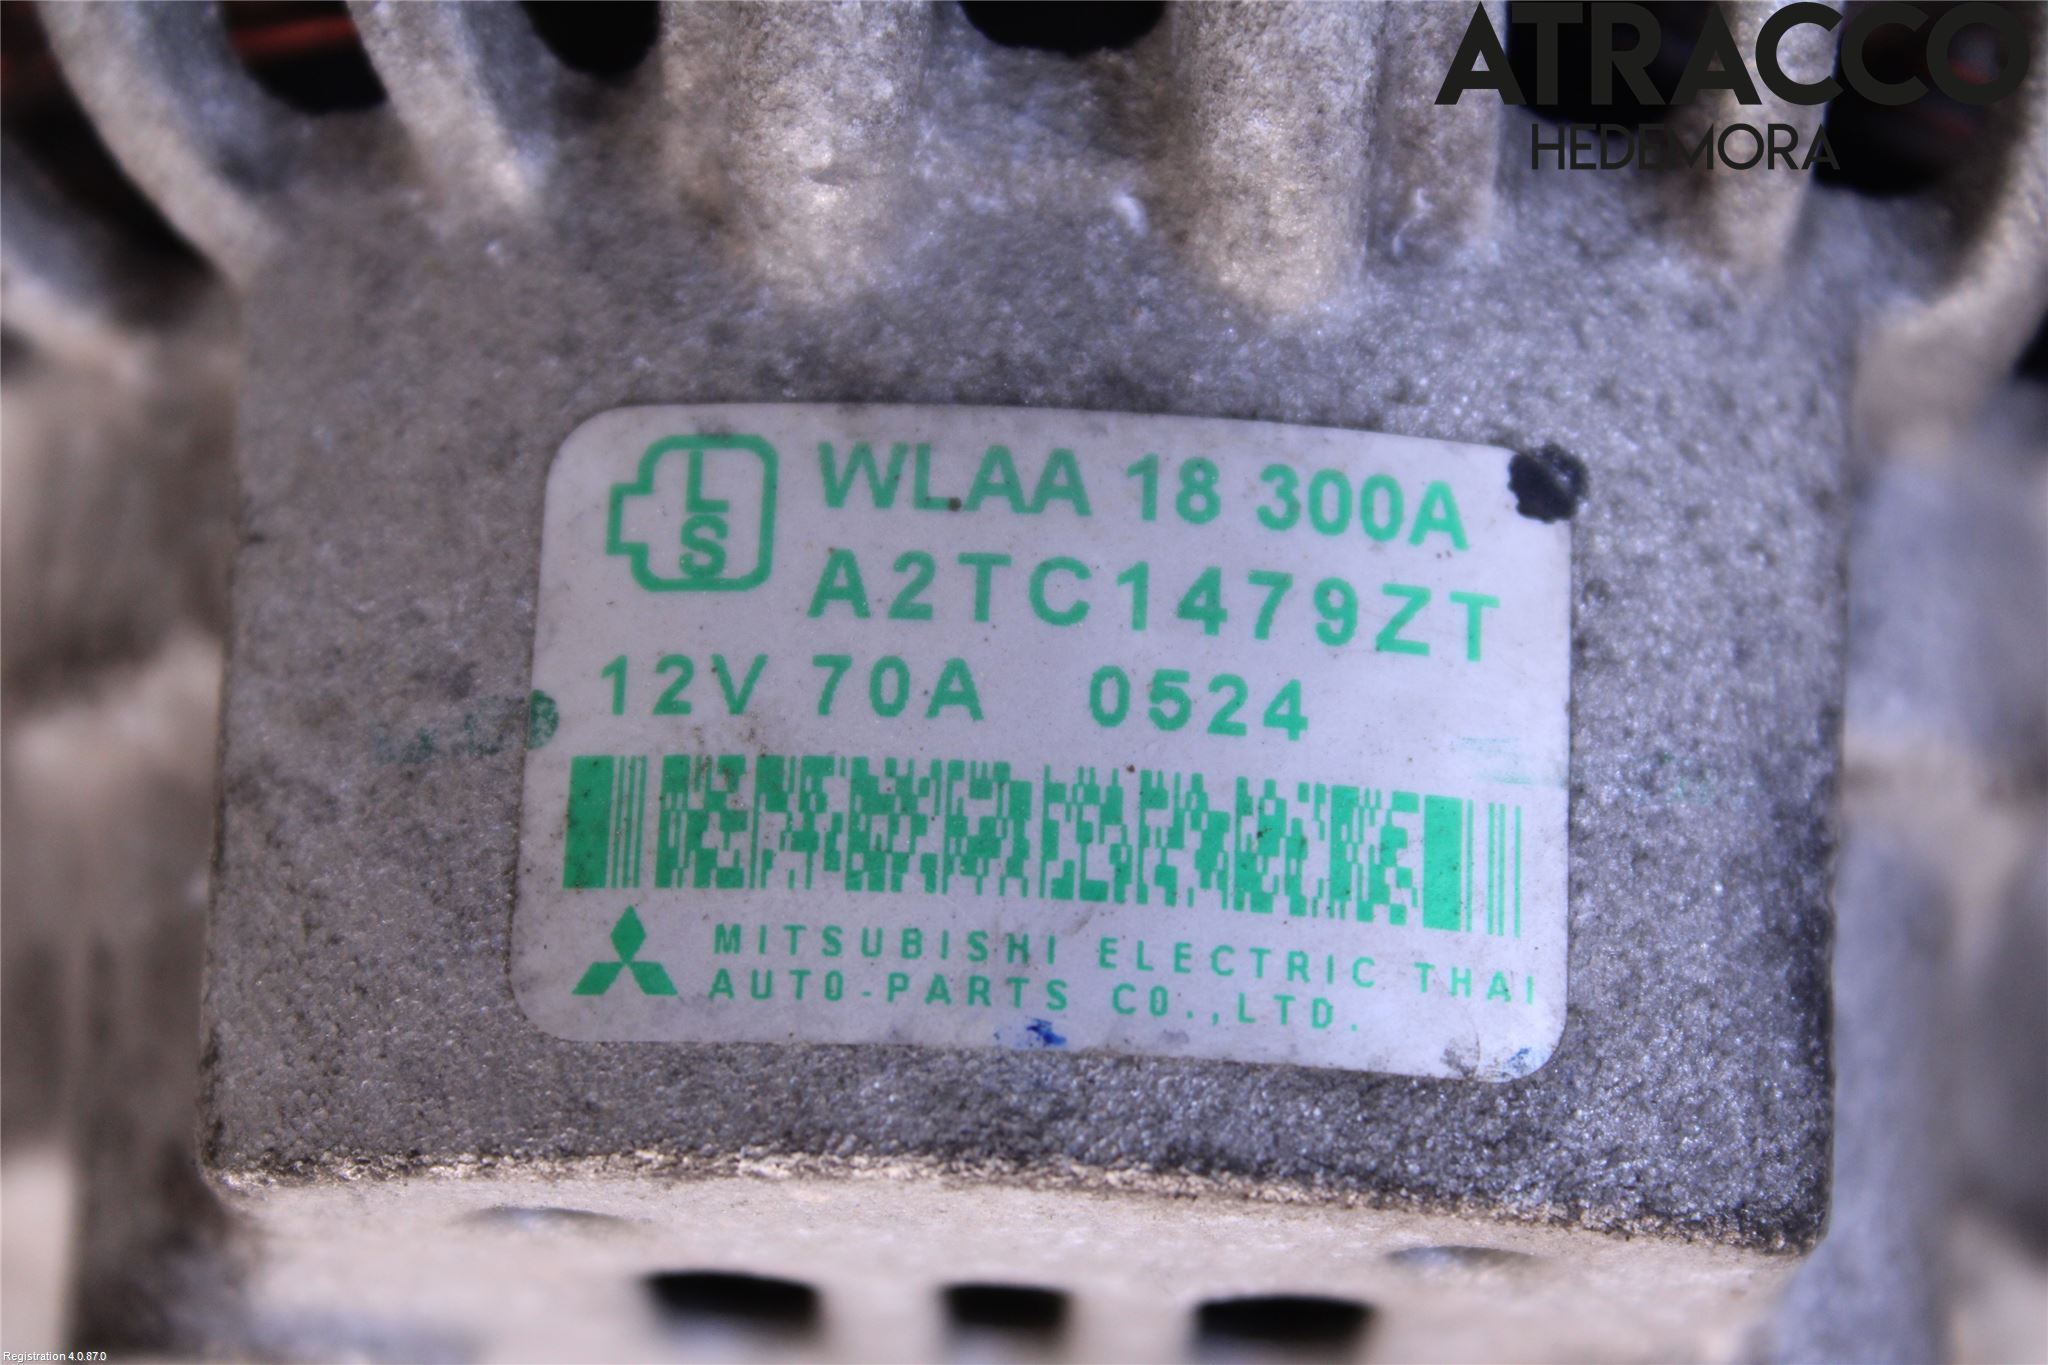 ATRACCO
HEDEMORA
L
S
WLAA 18 300A
A2TC1479ZT
12V 70A 0524
MITSUBISHI ELECTRIC THAI
AUTO-PARTS CO.,LTD.
Registration 4.0.87.0